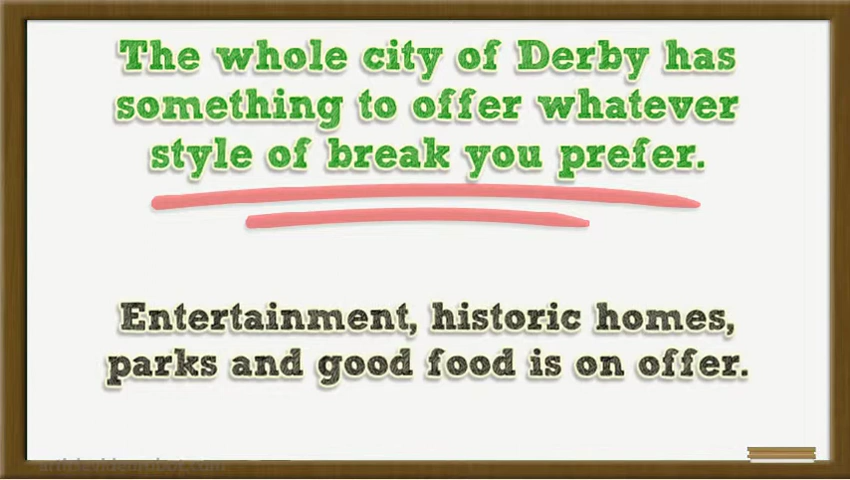 The whole city of Derby has
something to offer whatever
style of break you prefer.
Entertainment, historic homes,
parks and good food is on offer.